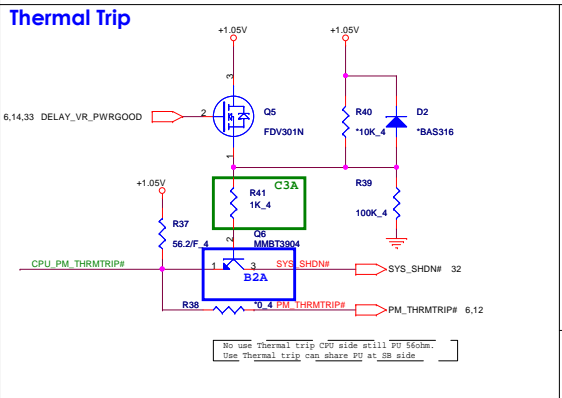 Thermal Trip
+1.05V
+1.05V
3
6,14,33 DELAY_VR_PWRGOOD
2
Q5
FDV301N
1
R40
*10K_4
D2
*BAS316
C3A
R41
1K_4
R39
100K_4
+1.05V
R37
56.2/F_4
2
Q6
MMBT3904
CPU_PM_THRMTRIP#
1
3
SYS_SHDN#
SYS_SHDN# 32
B2A
R38
*0_4
PM_THRMTRIP#
PM_THRMTRIP# 6,12
No use Thermal trip CPU side still PU 56ohm.
Use Thermal trip can share PU at SB side